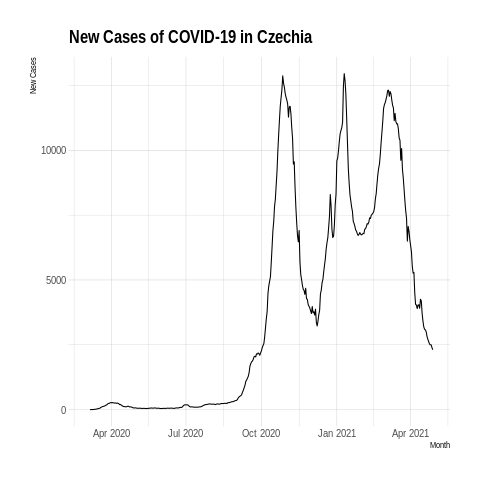 New Cases of COVID-19 in Czechia
New Cases
10000
5000
0
Apr 2020 Jul 2020 Oct 2020 Jan 2021 Apr 2021
Month